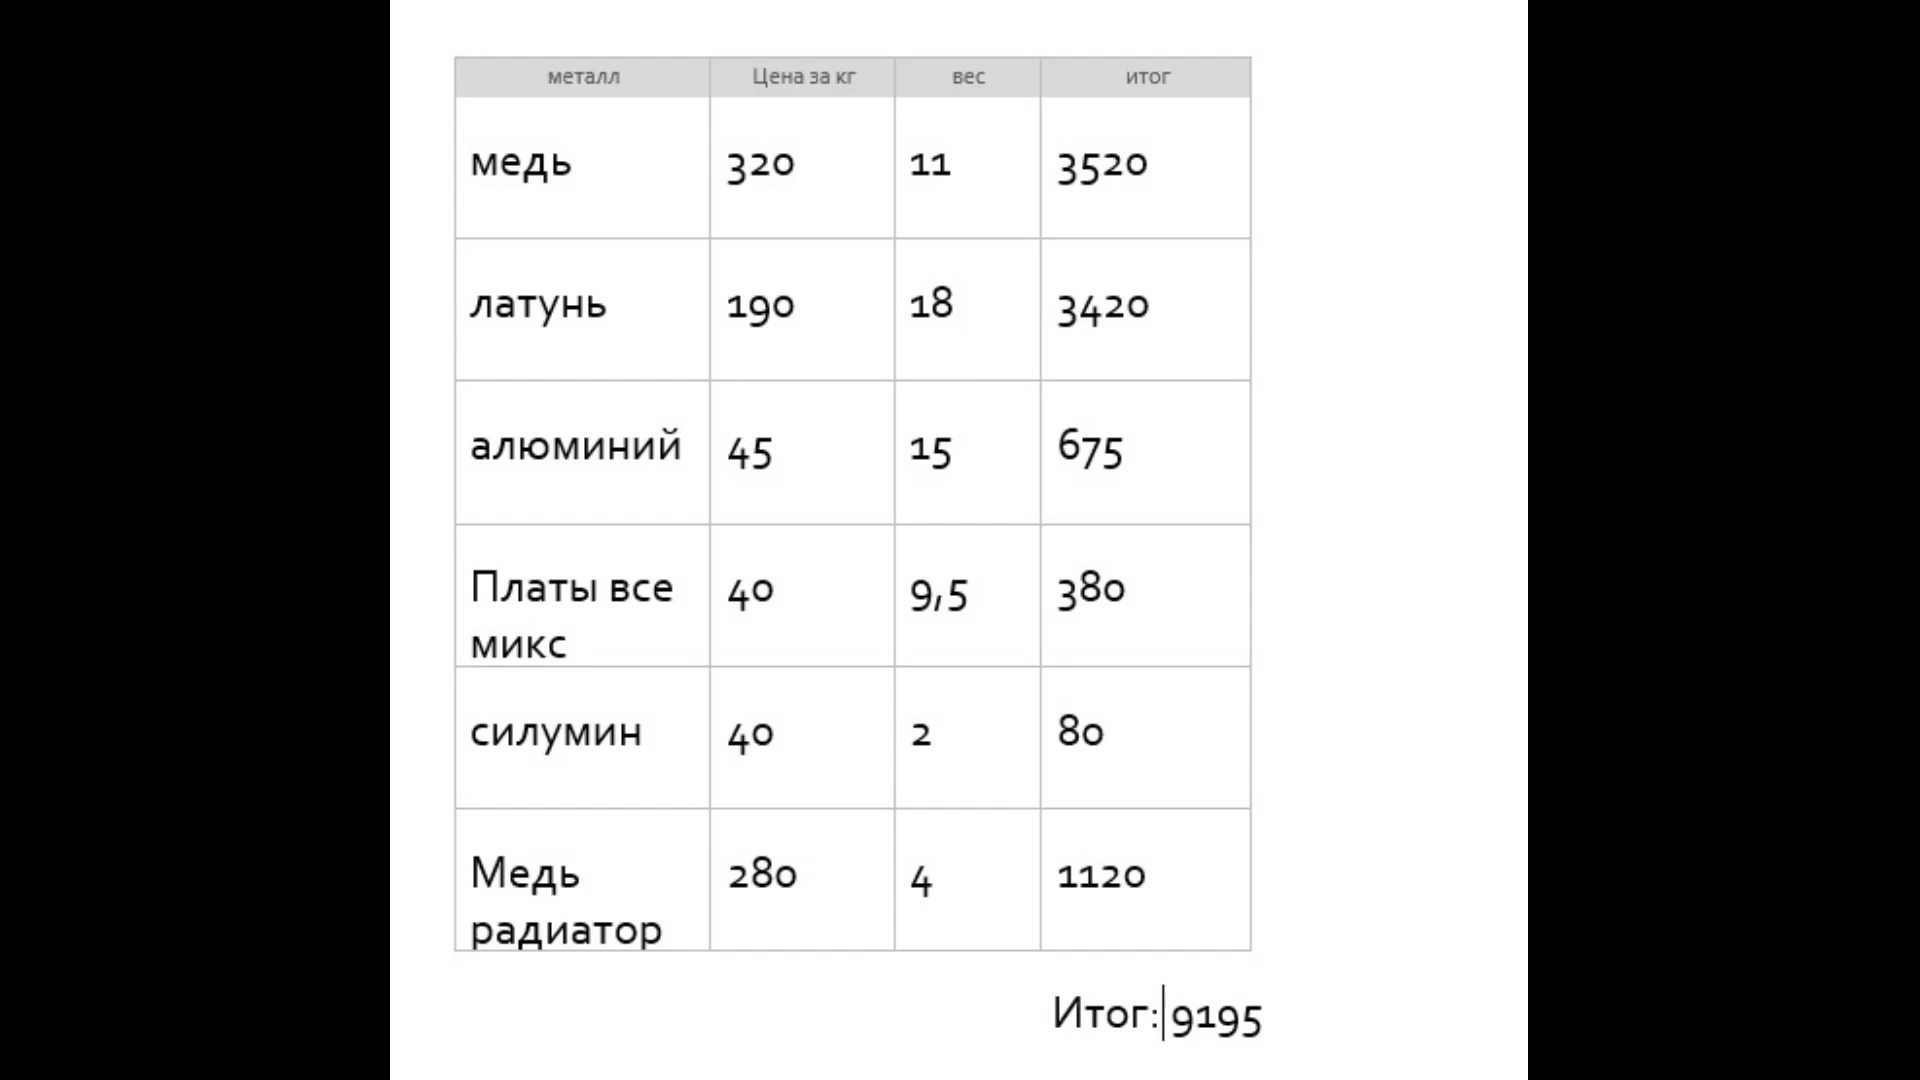 металл Цена за кг вес итог
медь 320 11 3520
латунь 190 18 3420
алюминий 45 15 675
Платы все 40 9,5 380
микс
силумин 40 2 80
Медь 280 4 1120
радиатор
Итог: 9195